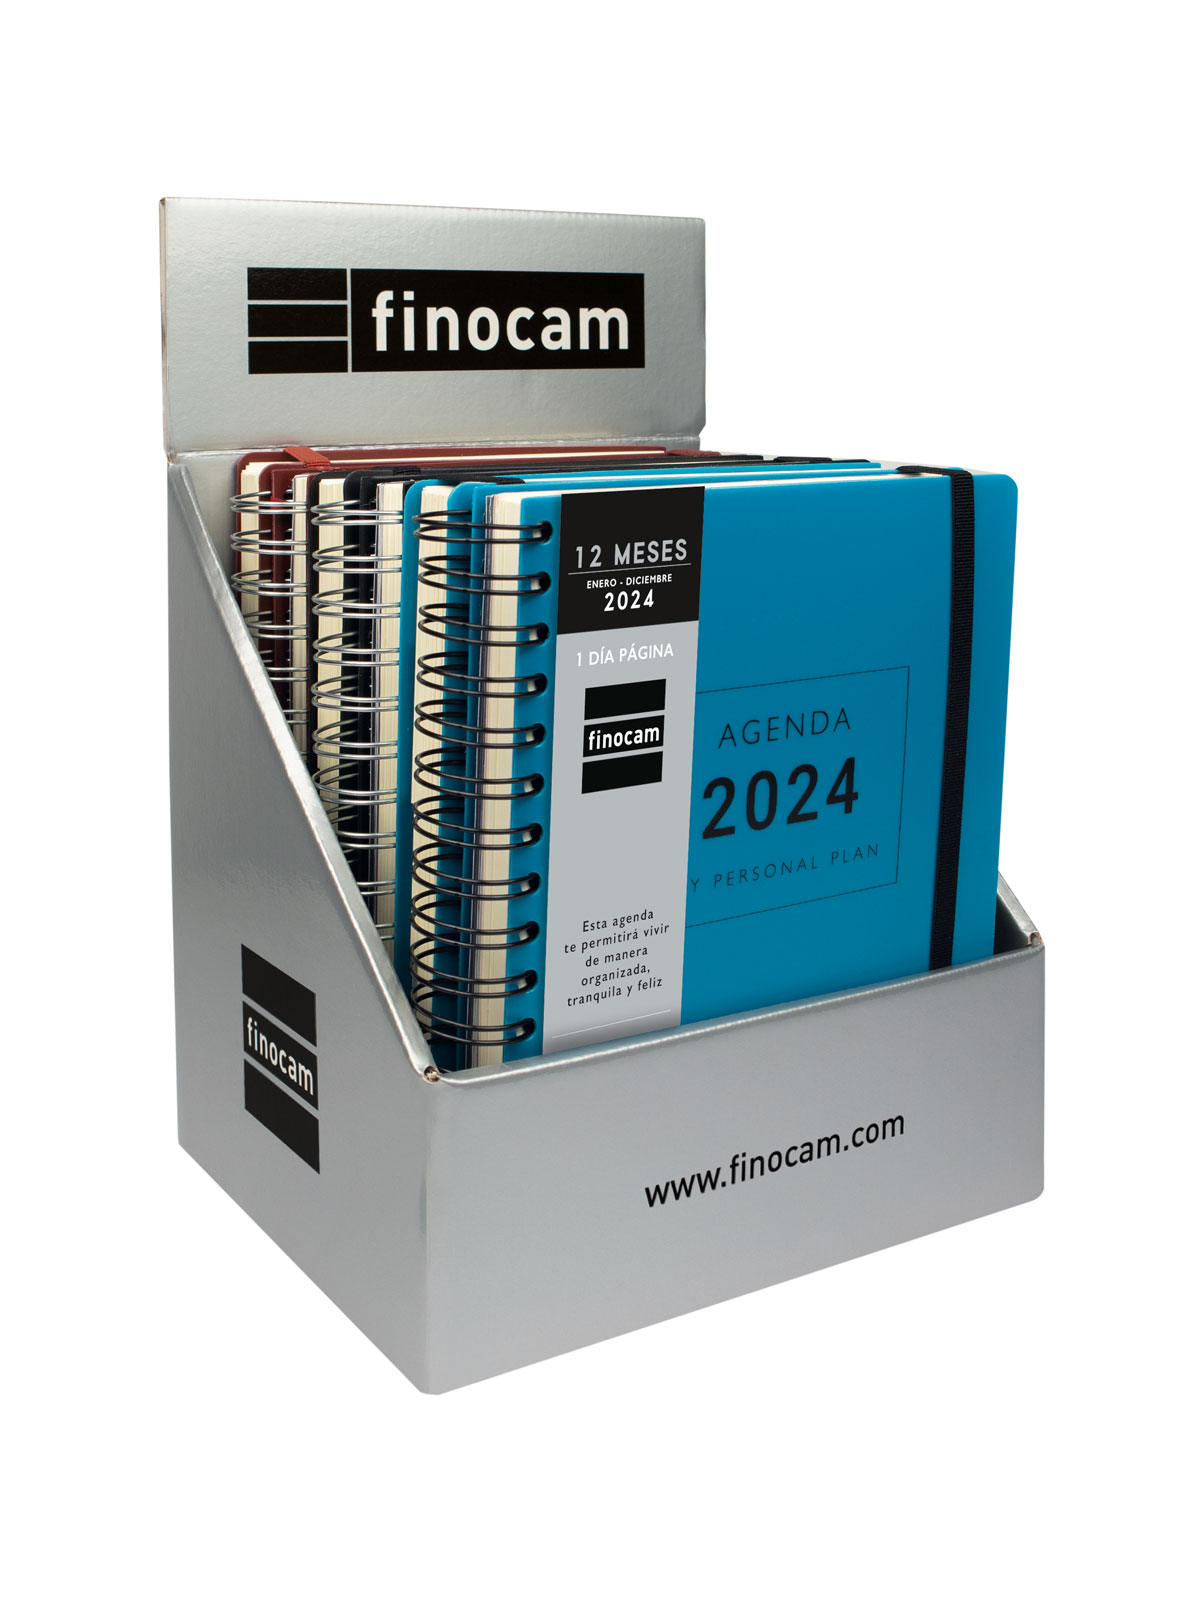 finocam
12 MESES
ENERO - DICIEMBRE
2024
1 DÍA PÁGINA
finocam
AGENDA
2024
Y PERSONAL PLAN
Esta agenda
te permitirá vivir
de manera
organizada,
tranquila y feliz
finocam
www.finocam.com